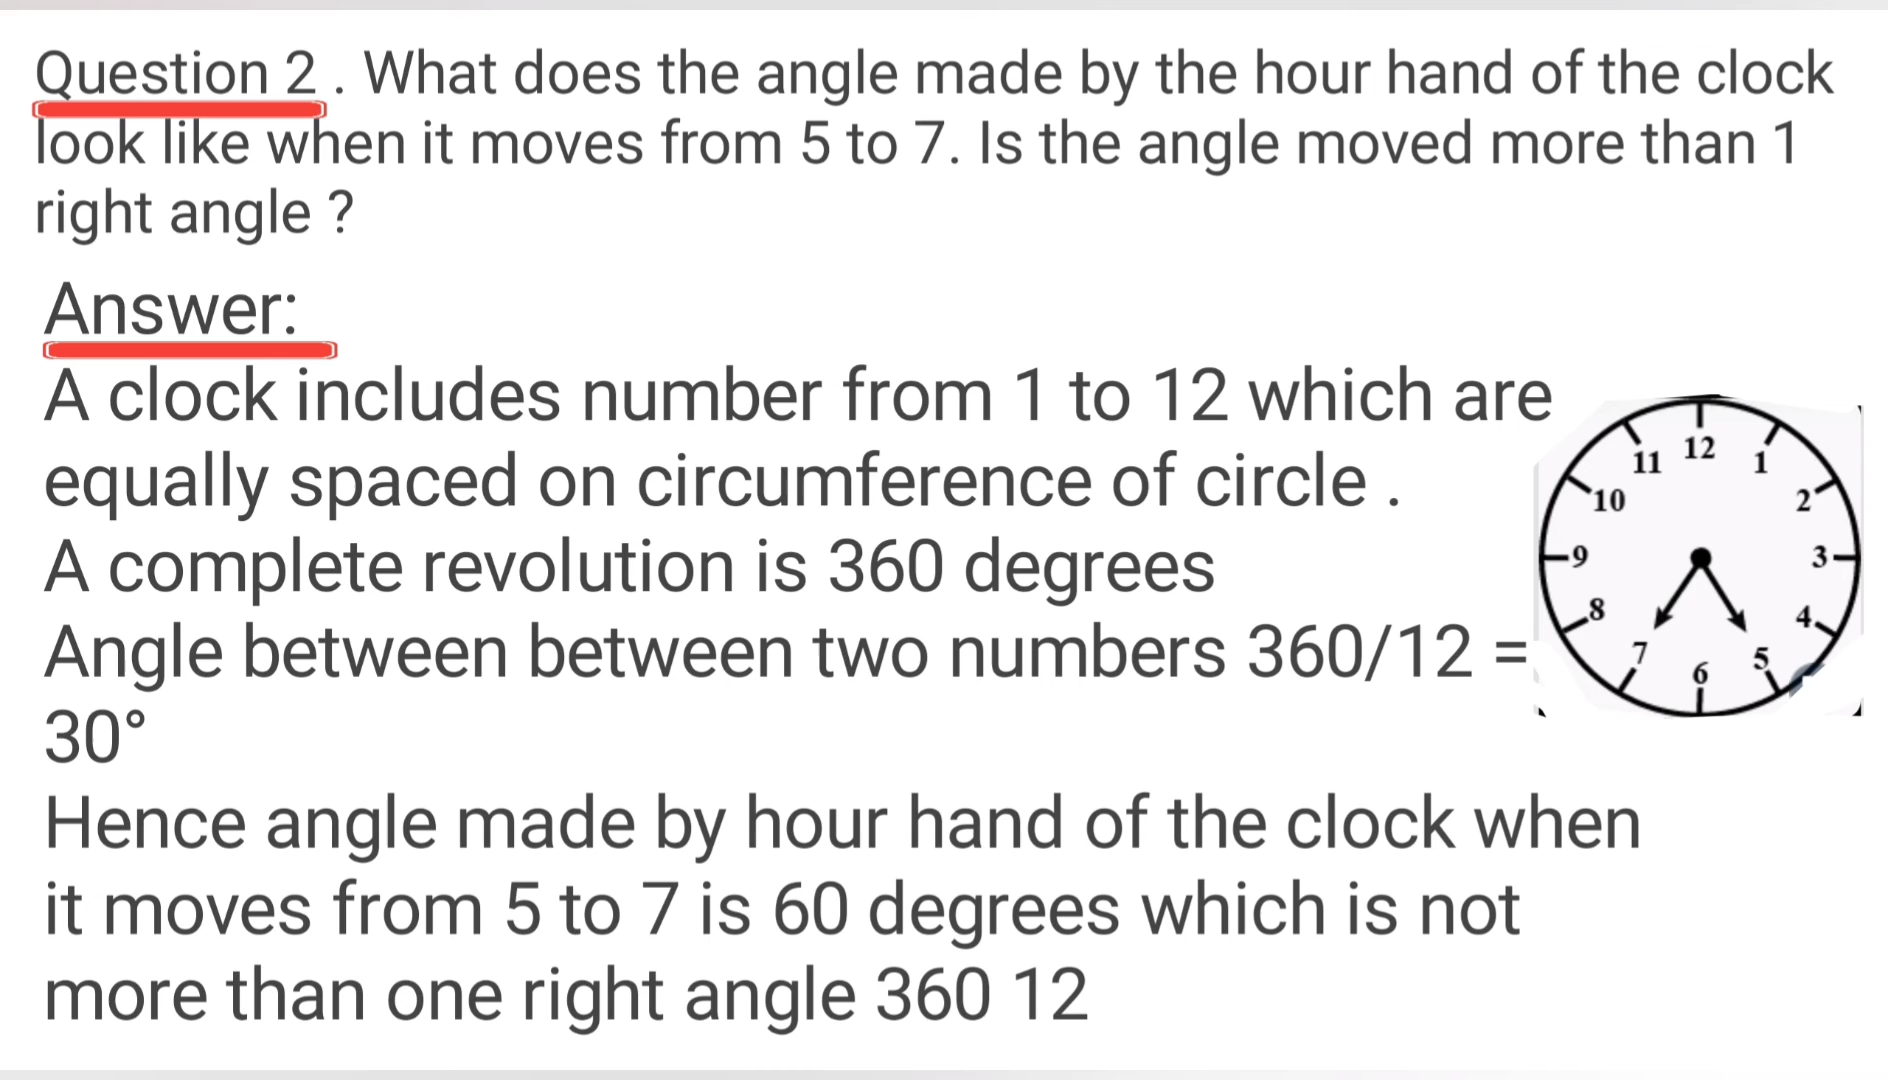 Question 2 . What does the angle made by the hour hand of the clock
look like when it moves from 5 to 7. Is the angle moved more than 1
right angle ?
Answer:
A clock includes number from 1 to 12 which are
equally spaced on circumference of circle .
A complete revolution is 360 degrees
Angle between between two numbers 360/12 =
30°
Hence angle made by hour hand of the clock when
it moves from 5 to 7 is 60 degrees which is not
more than one right angle 360 12
12
1
2
3
4
5
6
7
8
9
10
11